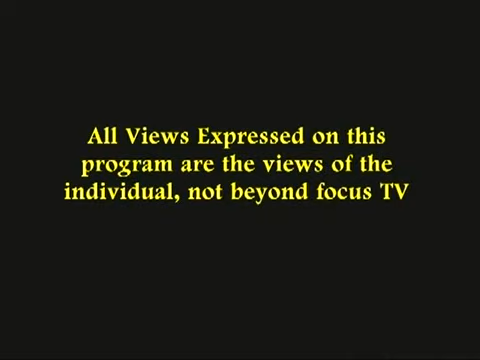 All Views Expressed on this
program are the views of the
individual, not beyond focus TV